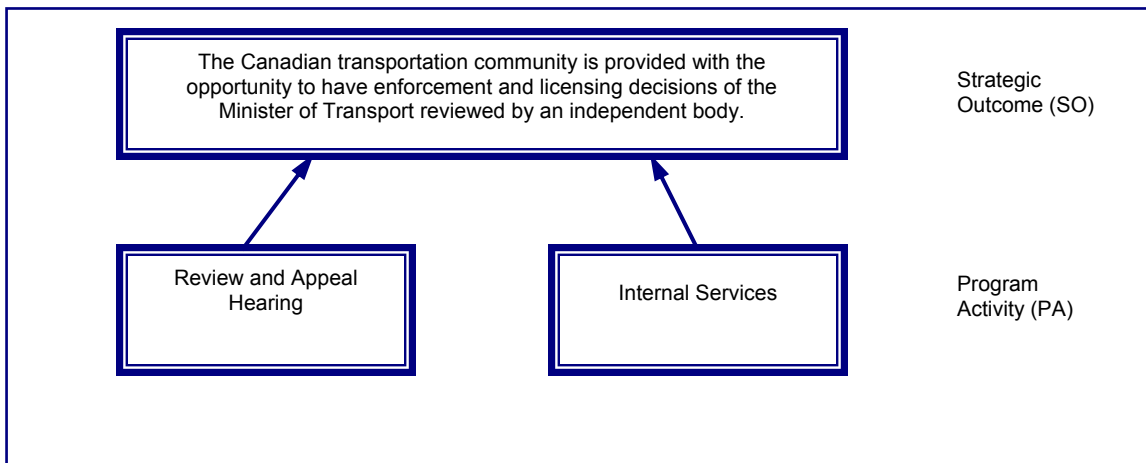 The Canadian transportation community is provided with the
opportunity to have enforcement and licensing decisions of the
Minister of Transport reviewed by an independent body.
Strategic
Outcome (SO)
Review and Appeal
Hearing
Internal Services
Program
Activity (PA)